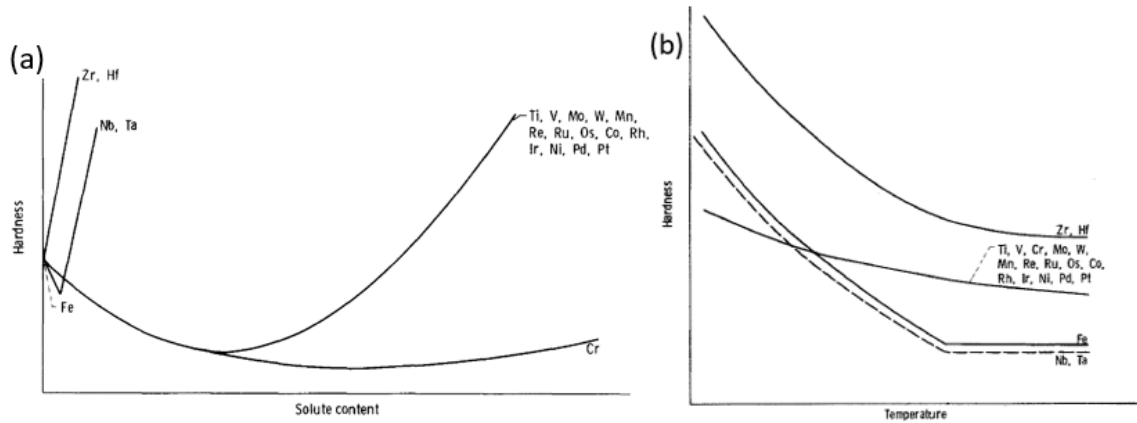 (a)
Zr, Hf
Nb, Ta
Fe
Ti, V, Mo, W, Mn,
Re, Ru, Os, Co, Rh,
Ir, Ni, Pd, Pt
Cr
Hardness
Solute content
(b)
Zr, Hf
Ti, V, Cr, Mo, W,
Mn, Re, Ru, Os, Co,
Rh, Ir, Ni, Pd, Pt
Fe
Nb, Ta
Hardness
Temperature